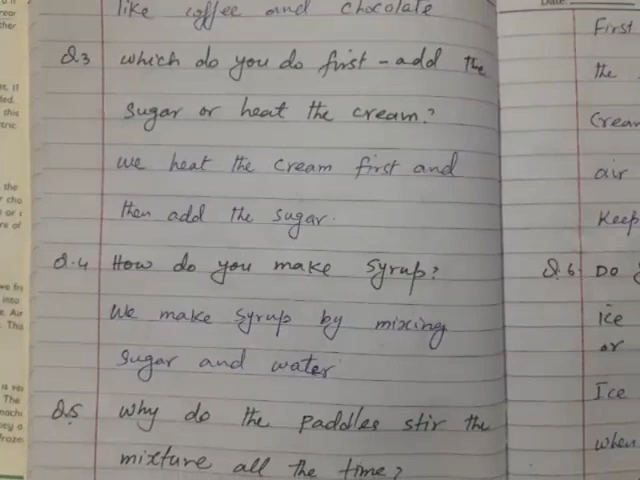 like coffee and chocolate
Q.3 which do you do first - add the
sugar or heat the cream?
we heat the cream first and
then add the sugar.
Q.4 How do you make syrup?
We make syrup by mixing
sugar and water
Q.5 Why do the paddles stir the
mixture all the time?
Date
First
the
Cream
air
Keep
Q.6 Do
ice
or
Ice
when